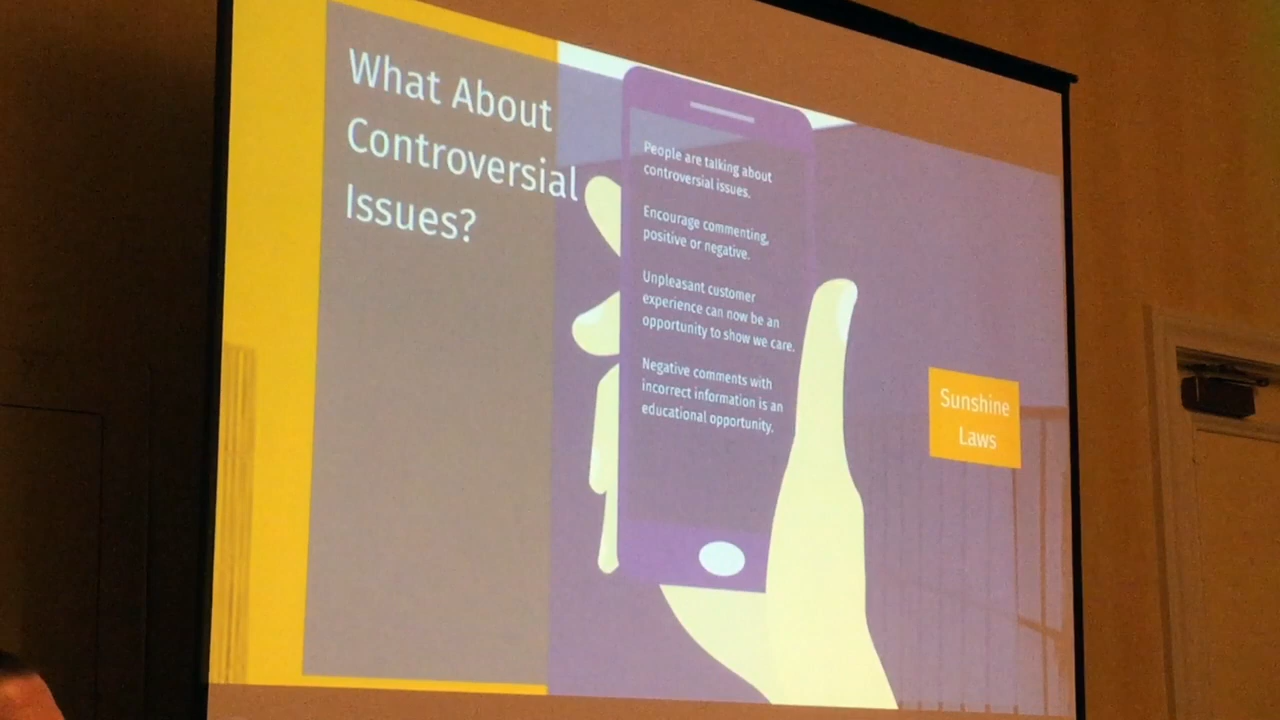 What About
Controversial
Issues?
People are talking about
controversial issues.
Encourage commenting,
positive or negative.
Unpleasant customer
experience can now be an
opportunity to show we care.
Negative comments with
incorrect information is an
educational opportunity.
Sunshine
Laws